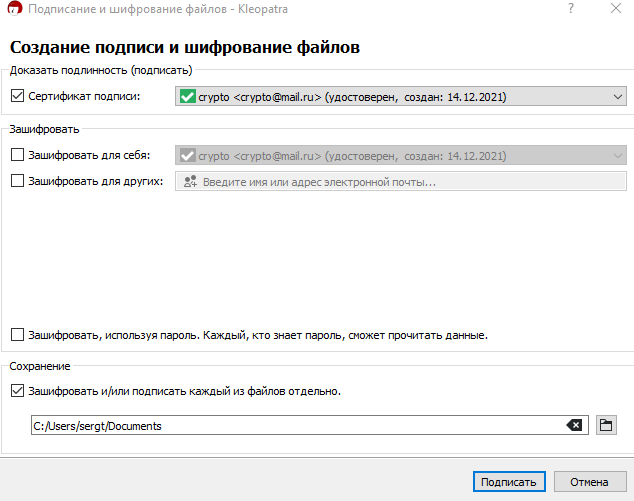 Подписание и шифрование файлов - Kleopatra
?
Создание подписи и шифрование файлов
Доказать подлинность (подписать)
Сертификат подписи: crypto <crypto@mail.ru> (удостоверен, создан: 14.12.2021)
Зашифровать
Зашифровать для себя: crypto <crypto@mail.ru> (удостоверен, создан: 14.12.2021)
Зашифровать для других: Введите имя или адрес электронной почты...
Зашифровать, используя пароль. Каждый, кто знает пароль, сможет прочитать данные.
Сохранение
Зашифровать и/или подписать каждый из файлов отдельно.
C:/Users/sergt/Documents
Подписать Отмена